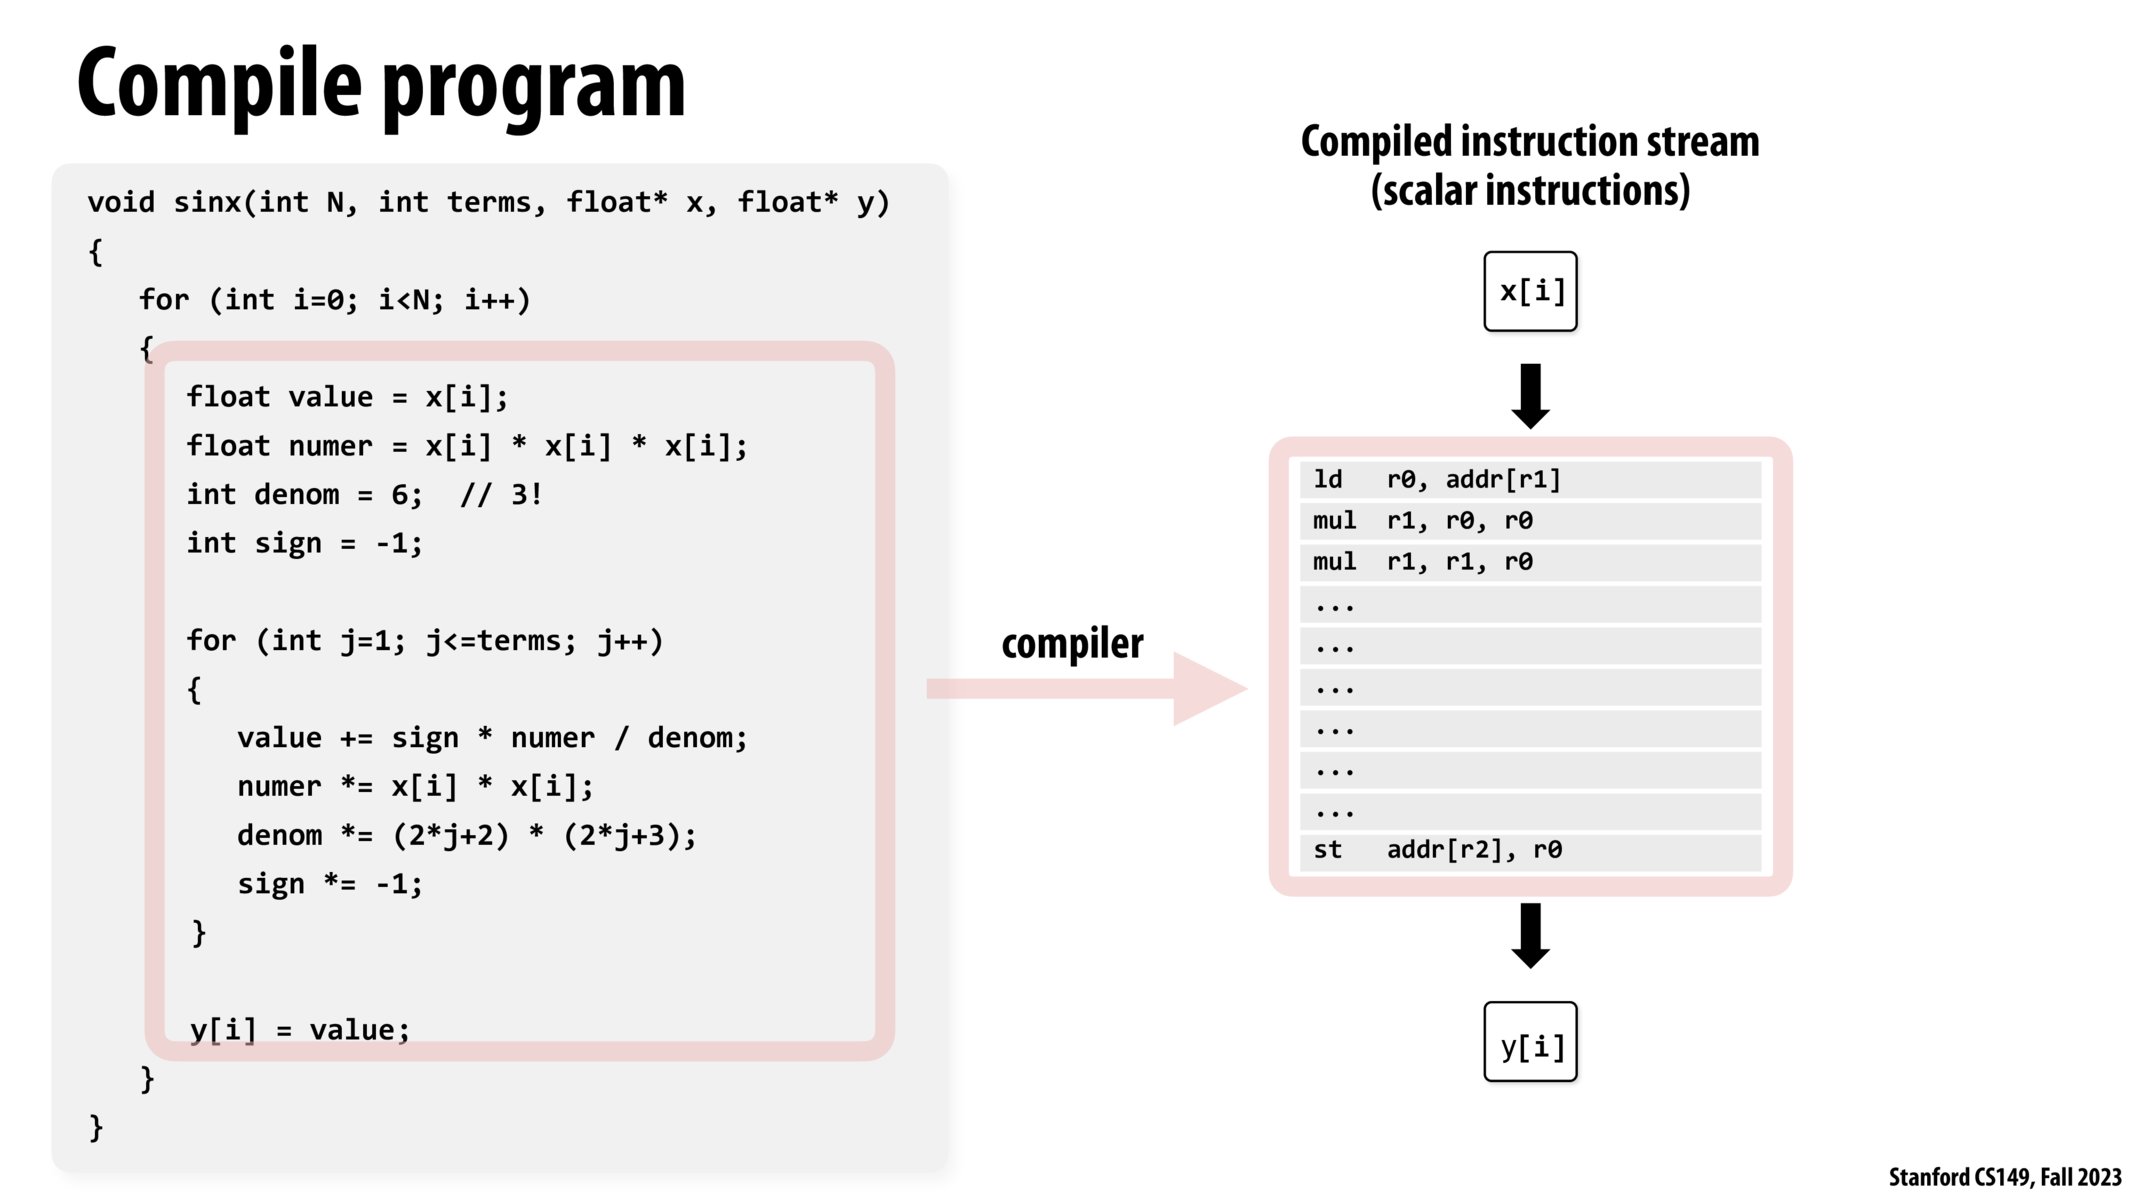 Compile program
void sinx(int N, int terms, float* x, float* y)
{
for (int i=0; i<N; i++)
{
float value = x[i];
float numer = x[i] * x[i] * x[i];
int denom = 6;  // 3!
int sign = -1;
for (int j=1; j<=terms; j++)
{
value += sign * numer / denom;
numer *= x[i] * x[i];
denom *= (2*j+2) * (2*j+3);
sign *= -1;
}
y[i] = value;
}
}
compiler
Compiled instruction stream
(scalar instructions)
x[i]
ld r0, addr[r1]
mul r1, r0, r0
mul r1, r1, r0
...
...
...
...
...
...
st addr[r2], r0
y[i]
Stanford CS149, Fall 2023